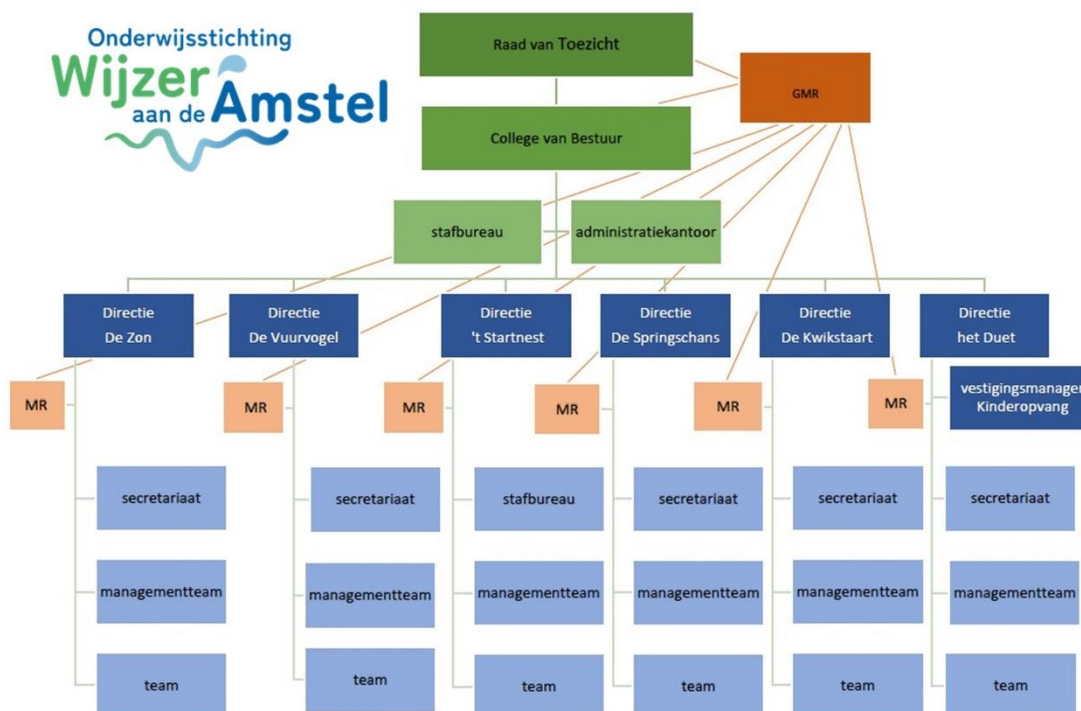 Onderwijsstichting
Wijzer
aan de Amstel
Raad van Toezicht
GMR
College van Bestuur
stafbureau
administratiekantoor
Directie
De Zon
Directie
De Vuurvogel
Directie
't Startnest
Directie
De Springschans
Directie
De Kwikstaart
Directie
het Duet
MR
MR
MR
MR
MR
MR
vestigingsmanager
Kinderopvang
secretariaat
secretariaat
stafbureau
secretariaat
secretariaat
secretariaat
managementteam
managementteam
managementteam
managementteam
managementteam
managementteam
team
team
team
team
team
team